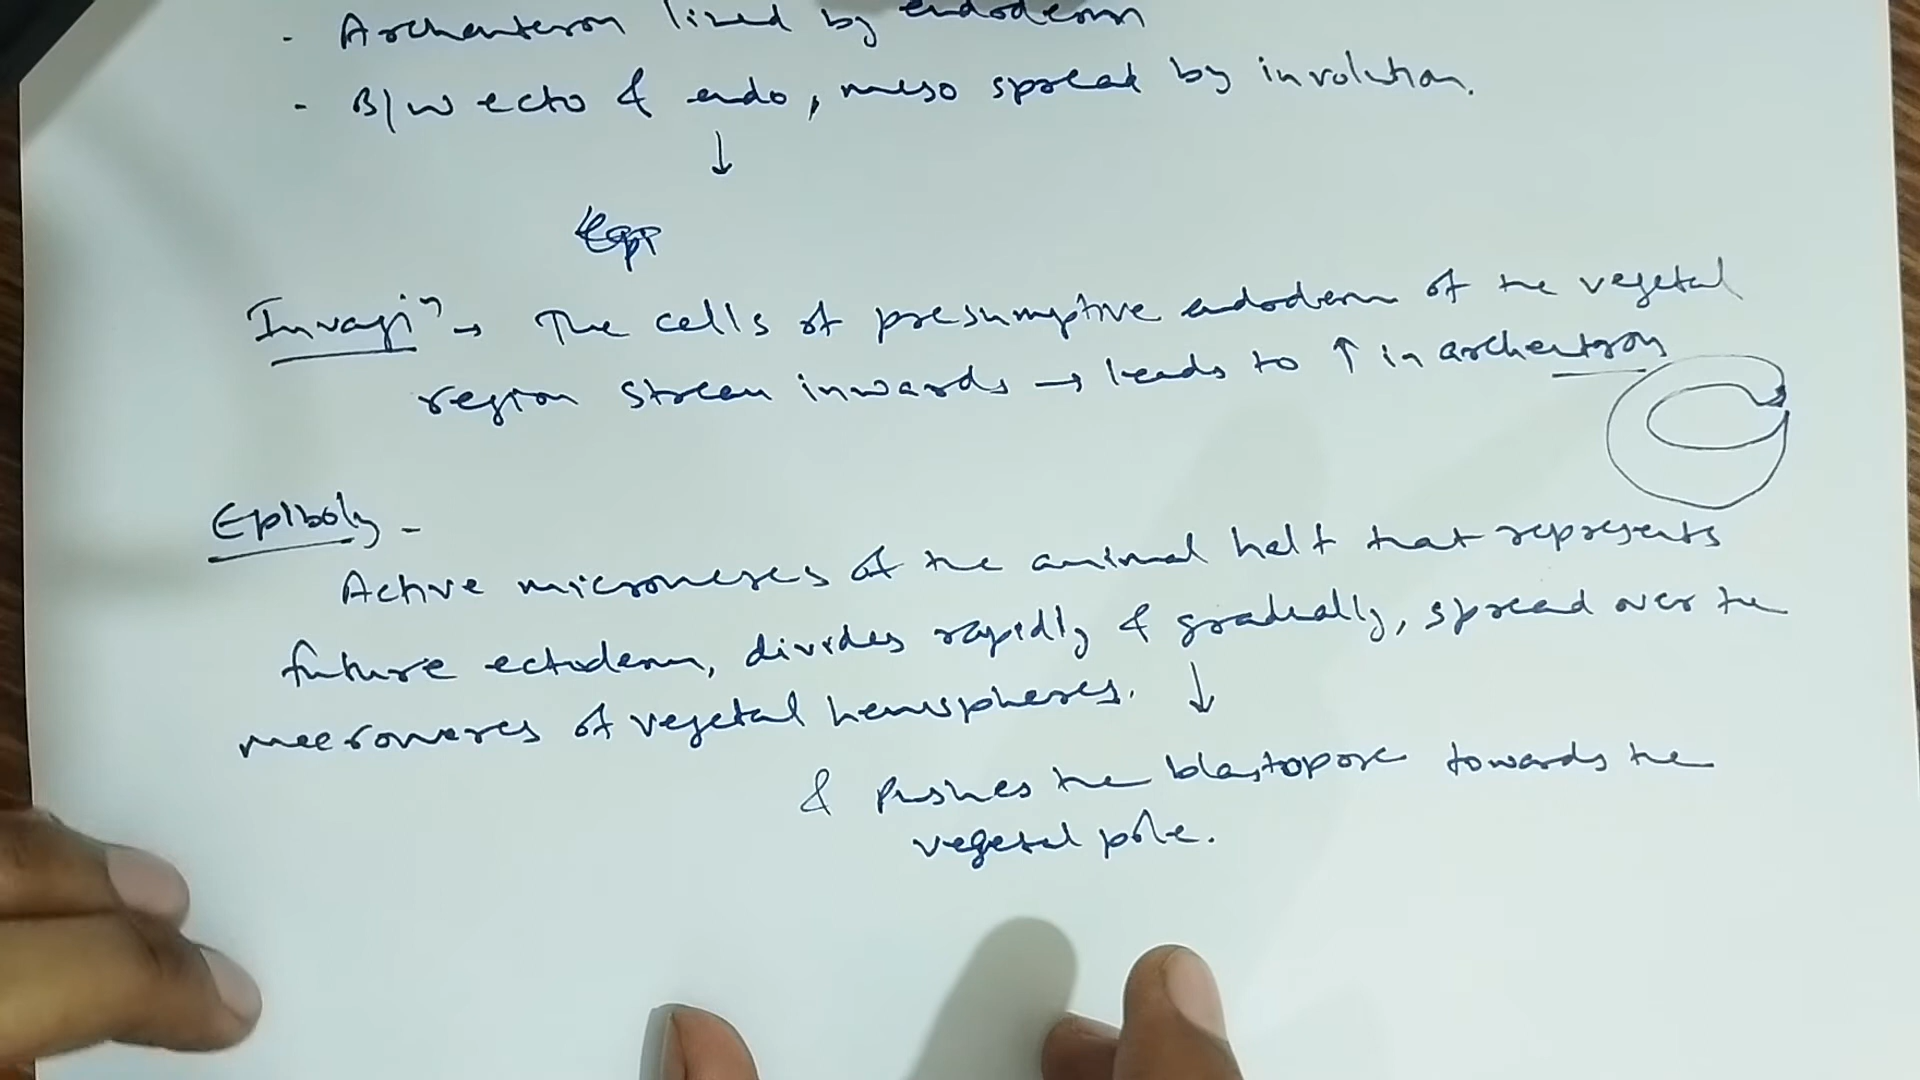 - Archenteron lined by endoderm
- B/w ecto & endo, meso spread by involution.
↓
Invagiⁿ → The cells of presumptive endoderm of the vegetal
region stream inwards → leads to ↑ in archentron
Epiboly -
Active micromeres of the animal half that represents
future ectoderm, divides rapidly & gradually, spread over the
macromeres of vegetal hemispheres. ↓
& pushes the blastopore towards the
vegetal pole.